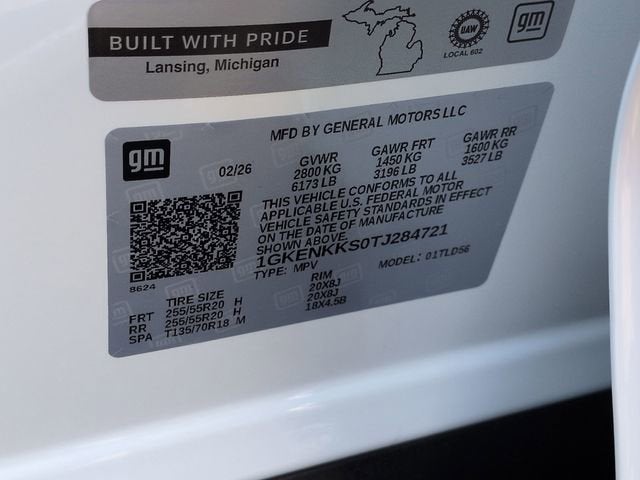 BUILT WITH PRIDE
Lansing, Michigan
UAW
LOCAL 602
gm
MFD BY GENERAL MOTORS LLC
gm
02/26
GVWR GAWR FRT GAWR RR
2800 KG 1450 KG 1600 KG
6173 LB 3196 LB 3527 LB
THIS VEHICLE CONFORMS TO ALL
APPLICABLE U.S. FEDERAL MOTOR
VEHICLE SAFETY STANDARDS IN EFFECT
ON THE DATE OF MANUFACTURE
SHOWN ABOVE.
1GKENKKS0TJ284721
TYPE: MPV MODEL: 01TLD56
8624
TIRE SIZE RIM
FRT 255/55R20 H 20X8J
RR 255/55R20 H 20X8J
SPA T135/70R18 M 18X4.5B